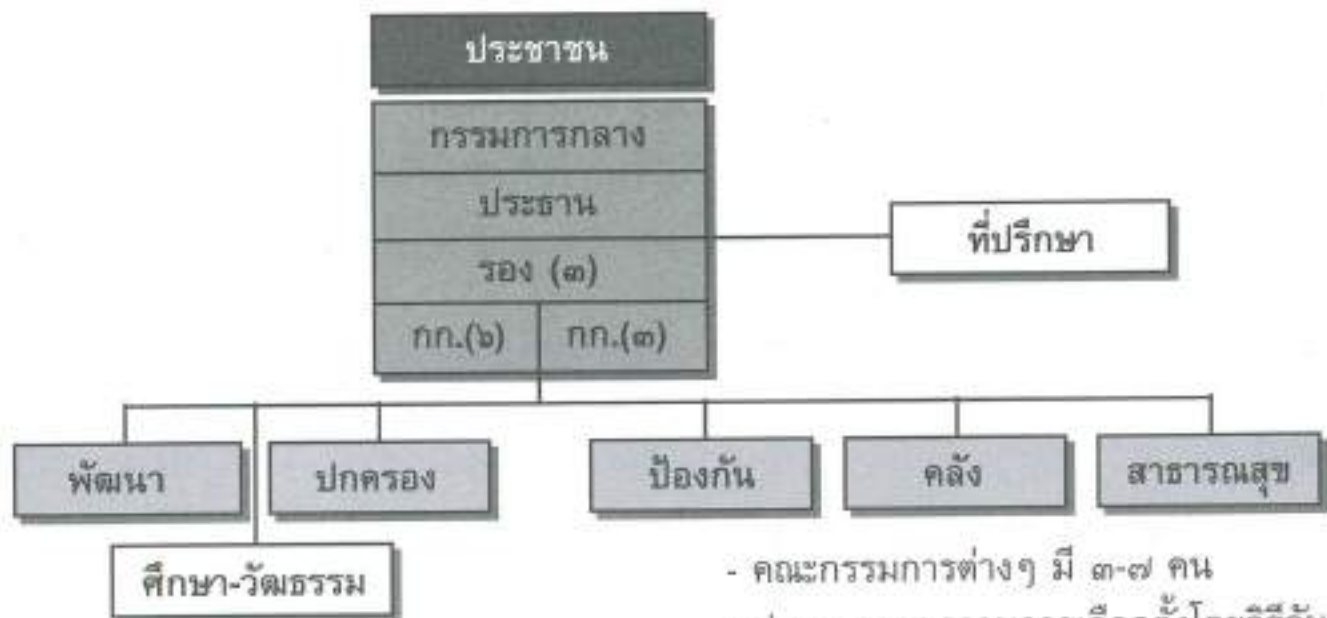 ประชาชน
กรรมการกลาง
ประธาน
ที่ปรึกษา
รอง (๓)
กก.(๖) กก.(๓)
พัฒนา ปกครอง ป้องกัน คลัง สาธารณสุข
ศึกษา-วัฒธรรม
- คณะกรรมการต่างๆ มี ๓-๗ คน